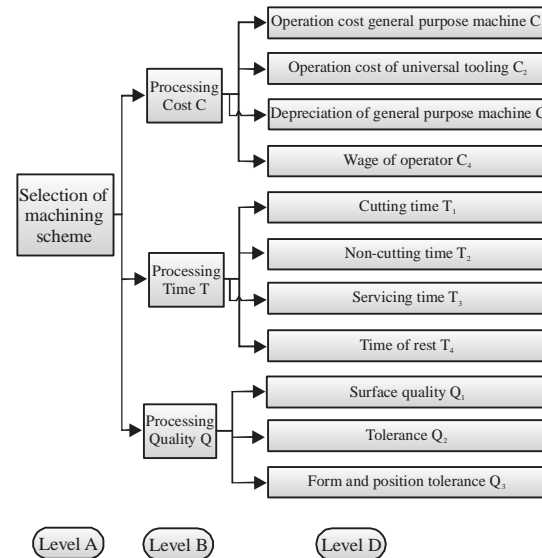 Operation cost general purpose machine C
Operation cost of universal tooling C₂
Processing
Cost C
Depreciation of general purpose machine C
Wage of operator C₄
Selection of
machining
scheme
Cutting time T₁
Non-cutting time T₂
Processing
Time T
Servicing time T₃
Time of rest T₄
Surface quality Q₁
Processing
Quality Q
Tolerance Q₂
Form and position tolerance Q₃
Level A
Level B
Level D